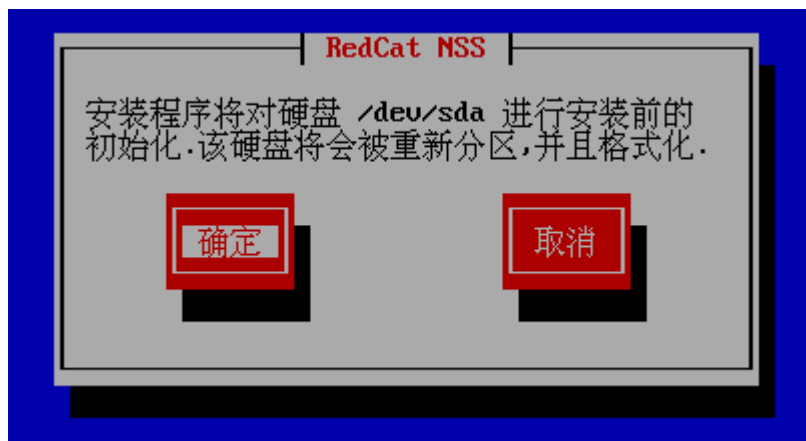 RedCat NSS
安装程序将对硬盘 /dev/sda 进行安装前的
初始化.该硬盘将会被重新分区,并且格式化.
确定
取消